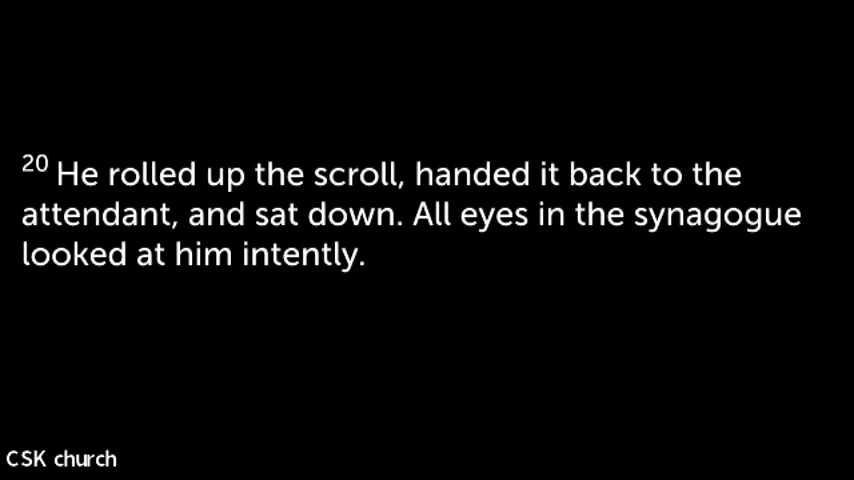 20 He rolled up the scroll, handed it back to the
attendant, and sat down. All eyes in the synagogue
looked at him intently.
CSK church